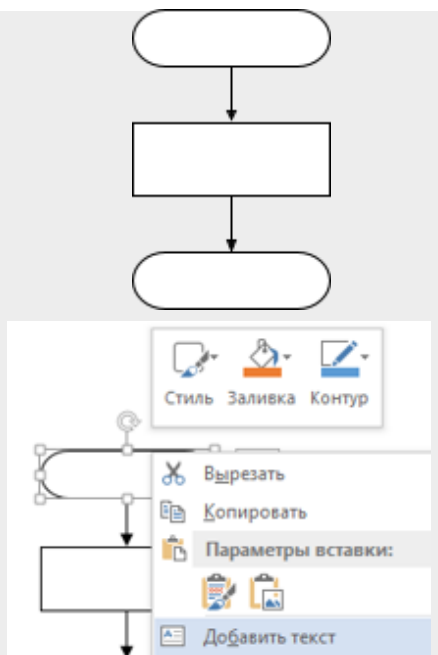 Стиль Заливка Контур
Вырезать
Копировать
Параметры вставки:
Добавить текст